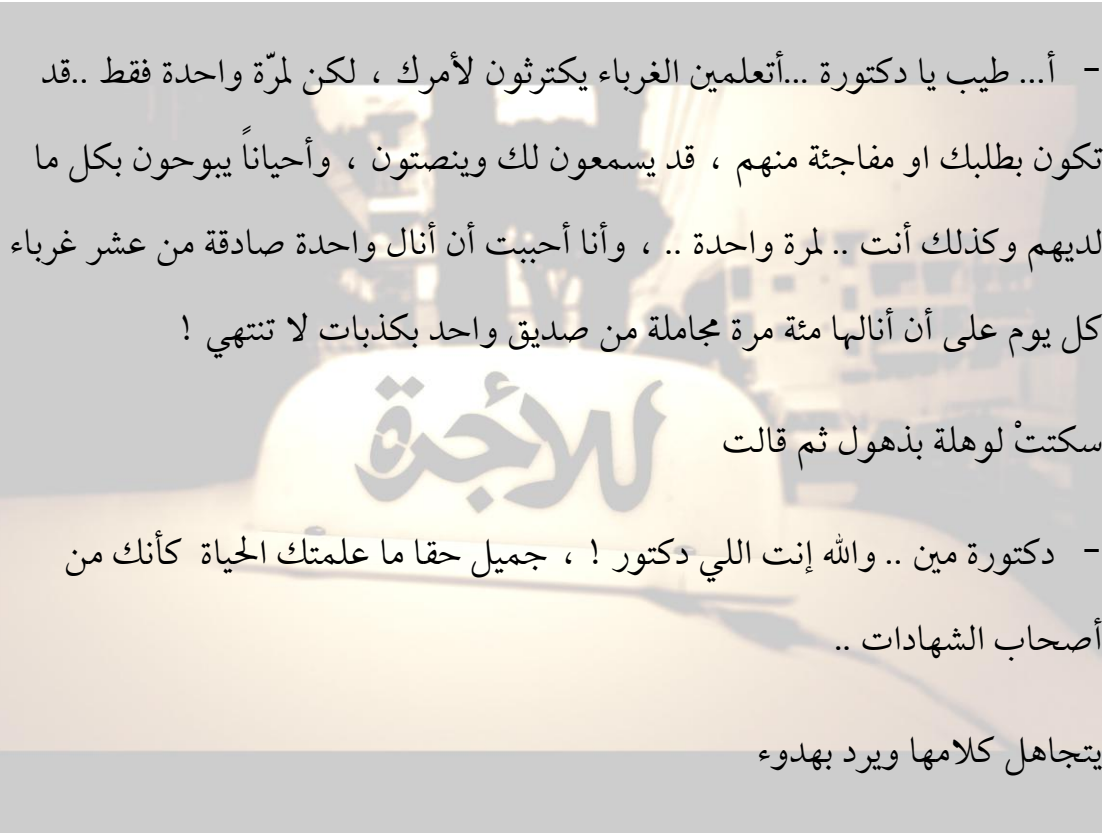 - أ... طيب يا دكتورة ...أتعلمين الغرباء يكترثون لأمرك ، لكن لمرّة واحدة فقط ..قد
تكون بطلبك او مفاجئة منهم ، قد يسمعون لك وينصتون ، وأحياناً يبوحون بكل ما
لديهم وكذلك أنت .. لمرة واحدة .. ، وأنا أحببت أن أنال واحدة صادقة من عشر غرباء
كل يوم على أن أنالها مئة مرة مجاملة من صديق واحد بكذبات لا تنتهي !
للأجرة
سكتتْ لوهلة بذهول ثم قالت
- دكتورة مين .. والله إنت اللي دكتور ! ، جميل حقا ما علمتك الحياة كأنك من
أصحاب الشهادات ..
يتجاهل كلامها ويرد بهدوء